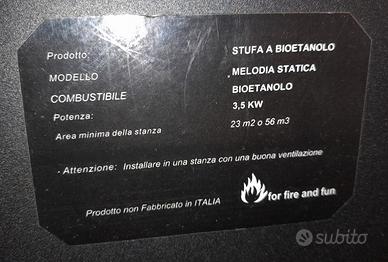 Prodotto: STUFA A BIOETANOLO
MODELLO MELODIA STATICA
COMBUSTIBILE BIOETANOLO
Potenza: 3,5 KW
Area minima della stanza 23 m2 o 56 m3
Attenzione: Installare in una stanza con una buona ventilazione
Prodotto non Fabbricato in ITALIA for fire and fun
subito